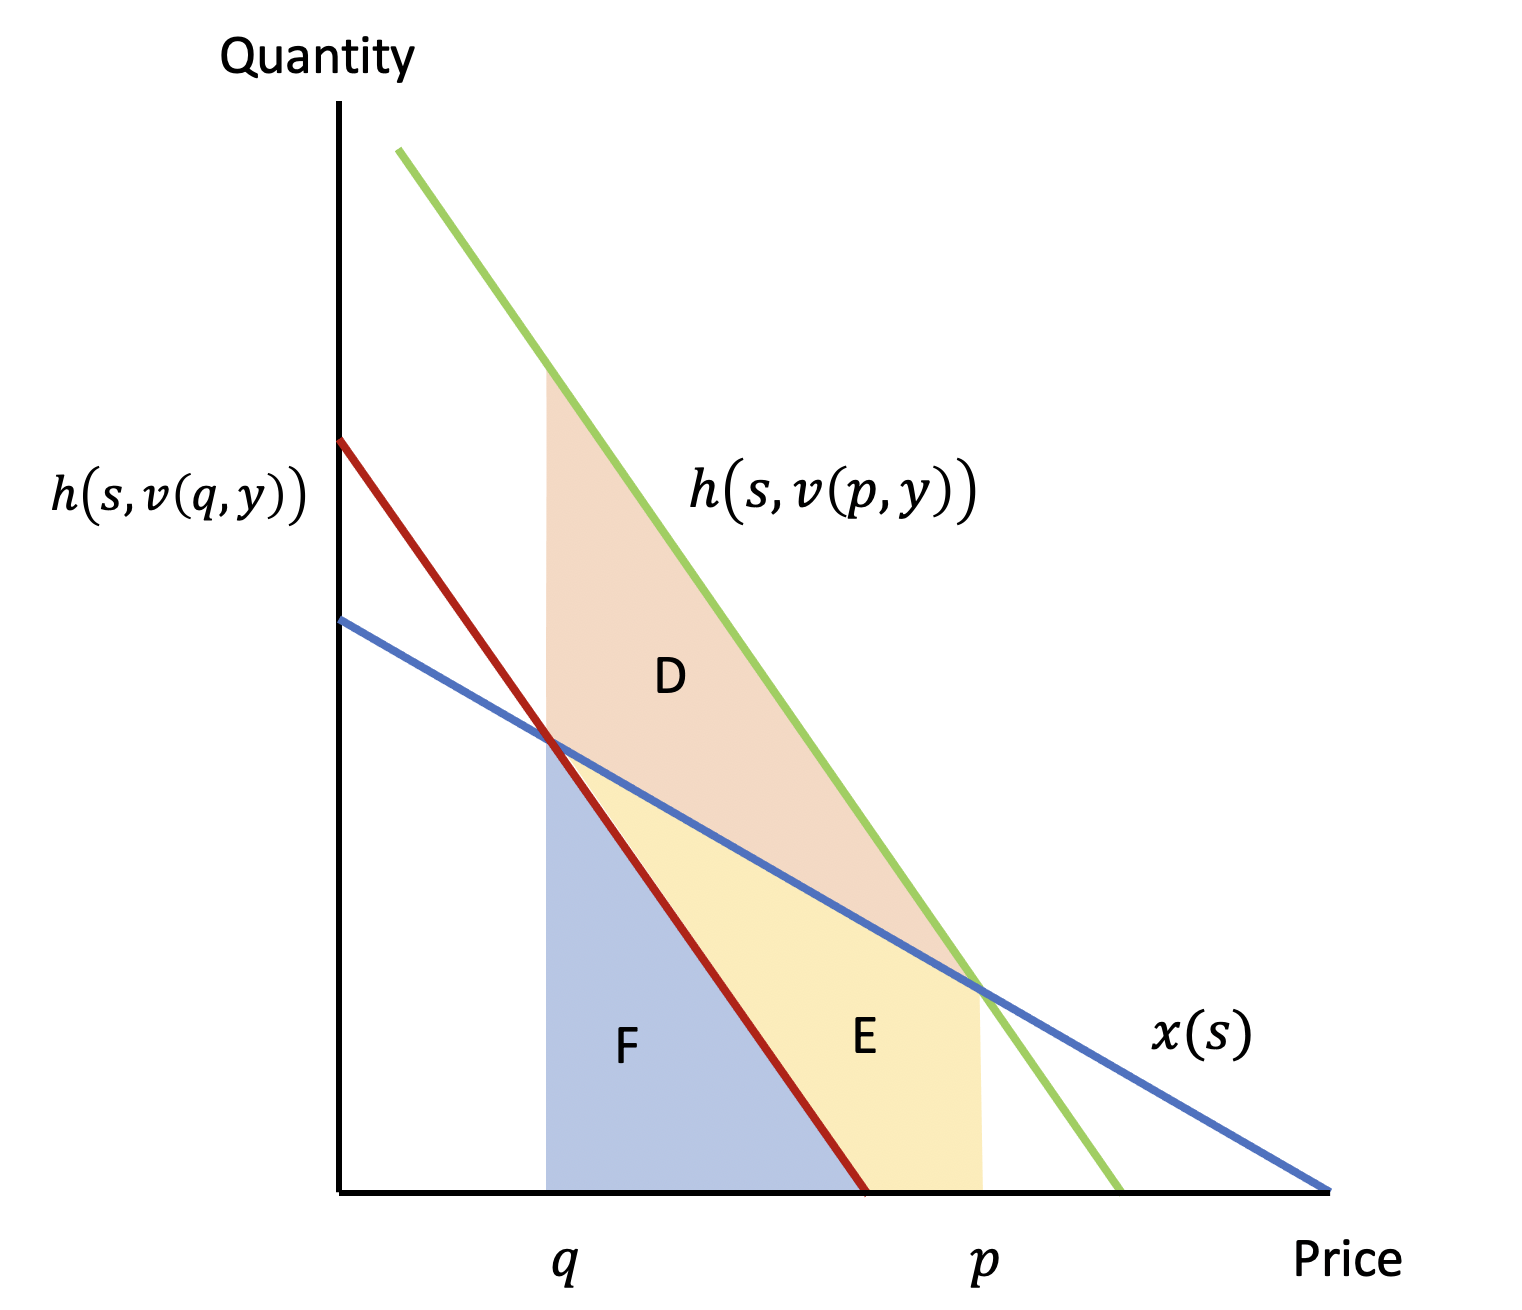 Quantity
h(s, v(q, y))
h(s, v(p, y))
D
F
E
x(s)
q
p
Price